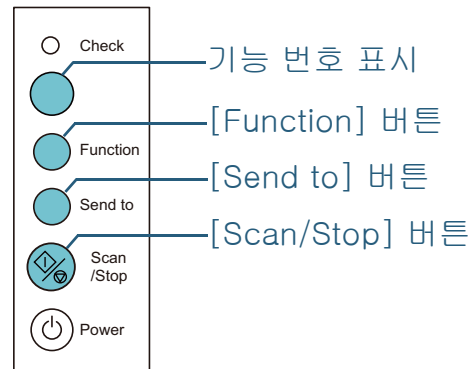 Check
기능 번호 표시
Function
[Function] 버튼
Send to
[Send to] 버튼
Scan
/Stop
[Scan/Stop] 버튼
Power